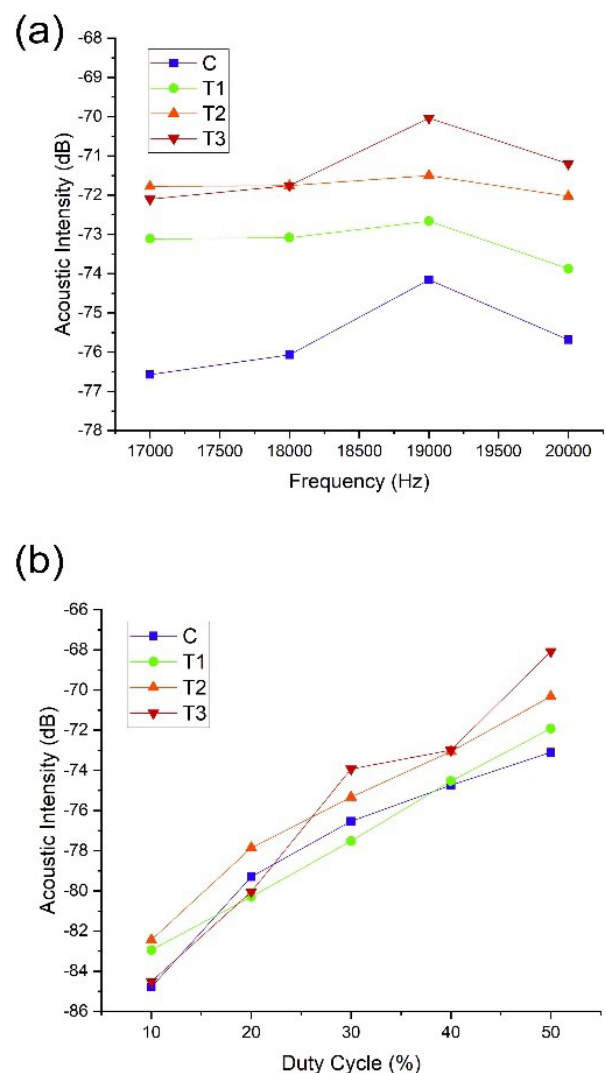 (a)
-68
-69
-70
-71
-72
-73
-74
-75
-76
-77
-78
Acoustic Intensity (dB)
C
T1
T2
T3
17000 17500 18000 18500 19000 19500 20000
Frequency (Hz)
(b)
-66
-68
-70
-72
-74
-76
-78
-80
-82
-84
-86
Acoustic Intensity (dB)
C
T1
T2
T3
10 20 30 40 50
Duty Cycle (%)